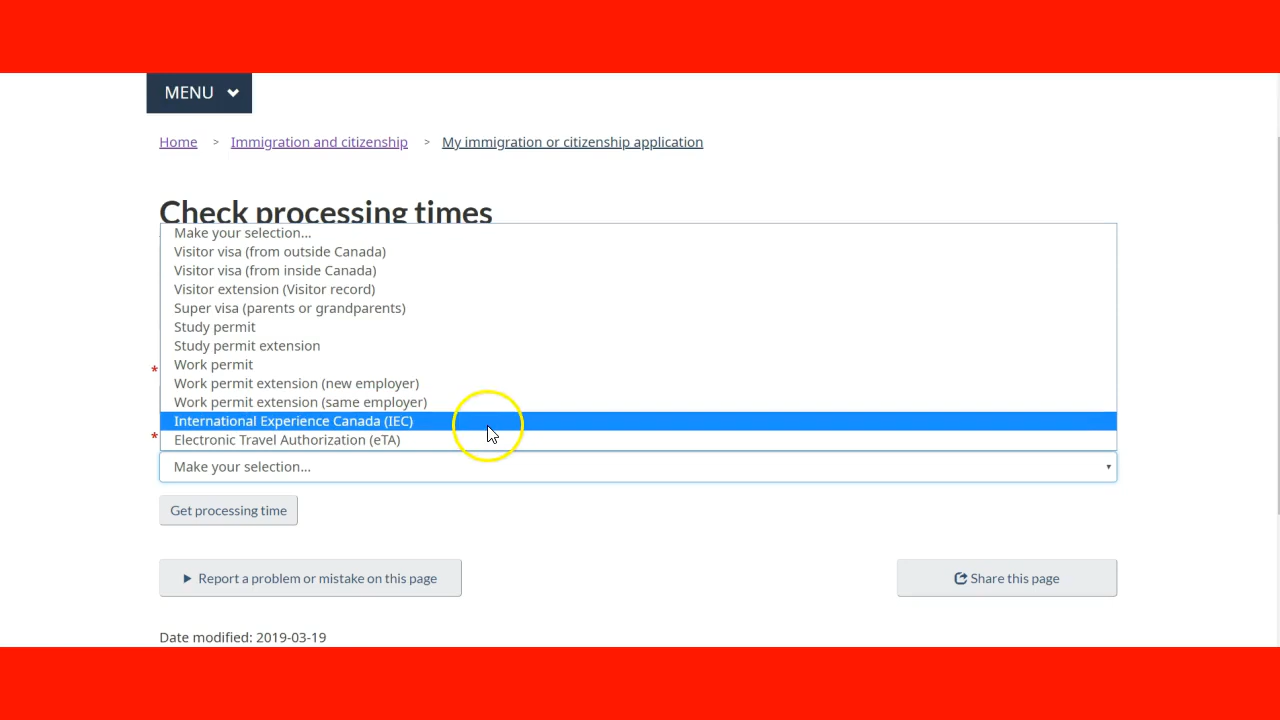 MENU
Home > Immigration and citizenship > My immigration or citizenship application
Check processing times
Make your selection...
Visitor visa (from outside Canada)
Visitor visa (from inside Canada)
Visitor extension (Visitor record)
Super visa (parents or grandparents)
Study permit
Study permit extension
* Work permit
Work permit extension (new employer)
Work permit extension (same employer)
International Experience Canada (IEC)
* Electronic Travel Authorization (eTA)
Make your selection...
Get processing time
Report a problem or mistake on this page
Share this page
Date modified: 2019-03-19